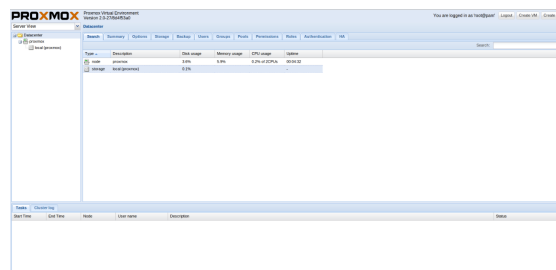 PROXMOX
Proxmox Virtual Environment
Version 2.0-27/8a4ff53a0
You are logged in as 'root@pam'
Logout
Create VM
Create
Server View
Datacenter
Datacenter
proxmox
local (proxmox)
Search
Summary
Options
Storage
Backup
Users
Groups
Pools
Permissions
Roles
Authentication
HA
Search:
Type
Description
Disk usage
Memory usage
CPU usage
Uptime
node
proxmox
3.8%
5.9%
0.2% of 2CPUs
00:04:32
storage
local (proxmox)
0.1%
-
Tasks
Cluster log
Start Time
End Time
Node
User name
Description
Status